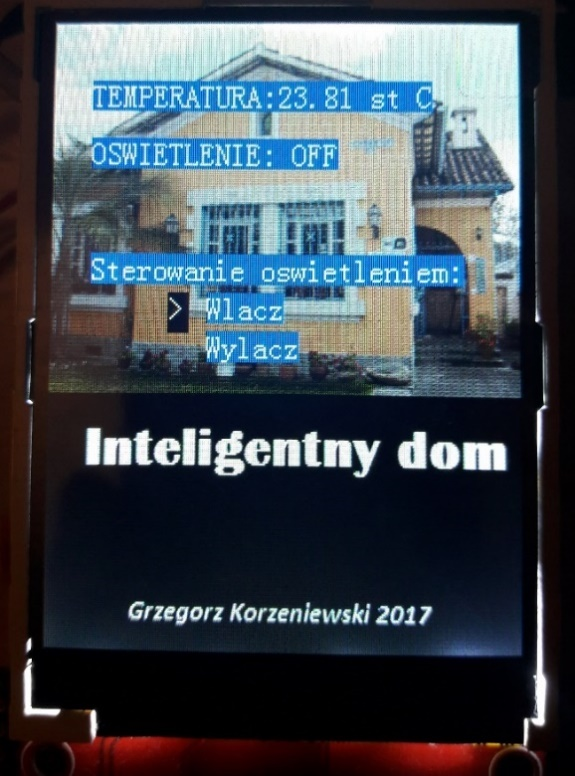 TEMPERATURA:23.81 st C
OSWIETLENIE: OFF
Sterowanie oswietleniem:
> Wlacz
Wylacz
Inteligentny dom
Grzegorz Korzeniewski 2017